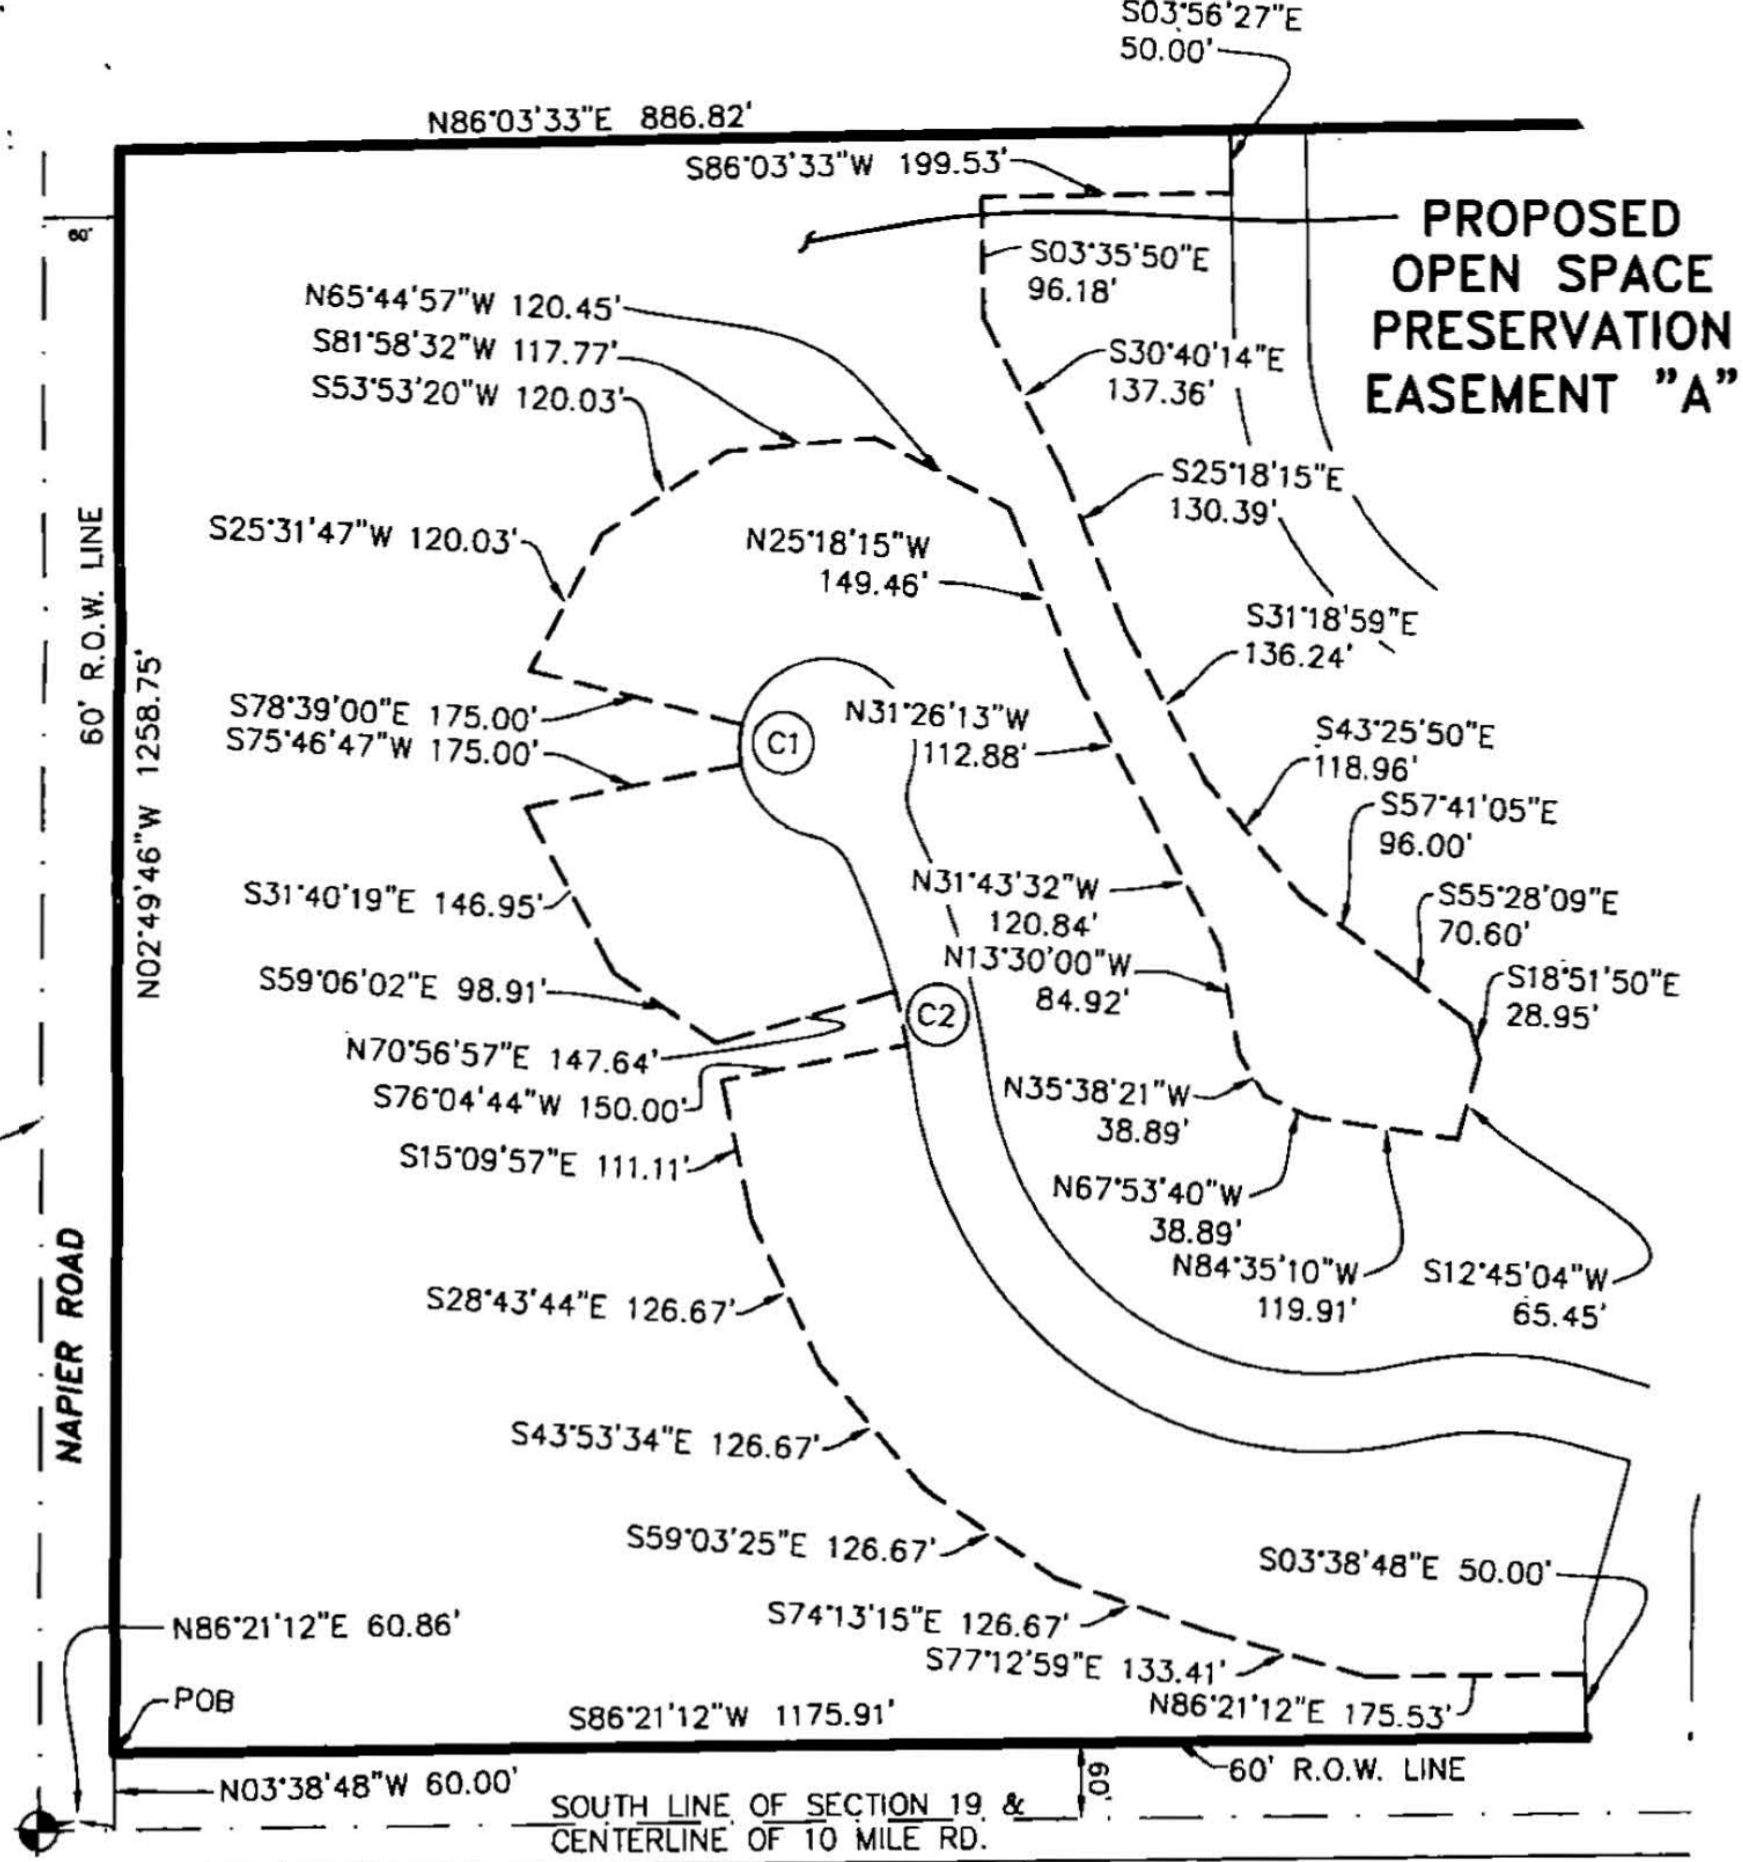 S03°56'27"E
50.00'
N86°03'33"E 886.82'
S86°03'33"W 199.53'
PROPOSED
OPEN SPACE
PRESERVATION
EASEMENT "A"
60'
S03°35'50"E
96.18'
N65°44'57"W 120.45'
S81°58'32"W 117.77'
S53°53'20"W 120.03'
S30°40'14"E
137.36'
S25°18'15"E
130.39'
S25°31'47"W 120.03'
N25°18'15"W
149.46'
60' R.O.W. LINE
S31°18'59"E
136.24'
N02°49'46"W 1258.75'
S78°39'00"E 175.00'
S75°46'47"W 175.00'
C1
N31°26'13"W
112.88'
S43°25'50"E
118.96'
S57°41'05"E
96.00'
S31°40'19"E 146.95'
N31°43'32"W
120.84'
S55°28'09"E
70.60'
N13°30'00"W
84.92'
S18°51'50"E
28.95'
S59°06'02"E 98.91'
C2
N70°56'57"E 147.64'
S76°04'44"W 150.00'
N35°38'21"W
38.89'
S15°09'57"E 111.11'
N67°53'40"W
38.89'
N84°35'10"W
119.91'
S12°45'04"W
65.45'
NAPIER ROAD
S28°43'44"E 126.67'
S43°53'34"E 126.67'
S59°03'25"E 126.67'
S03°38'48"E 50.00'
S74°13'15"E 126.67'
S77°12'59"E 133.41'
N86°21'12"E 175.53'
N86°21'12"E 60.86'
POB
S86°21'12"W 1175.91'
N03°38'48"W 60.00'
60' R.O.W. LINE
60'
SOUTH LINE OF SECTION 19 &
CENTERLINE OF 10 MILE RD.